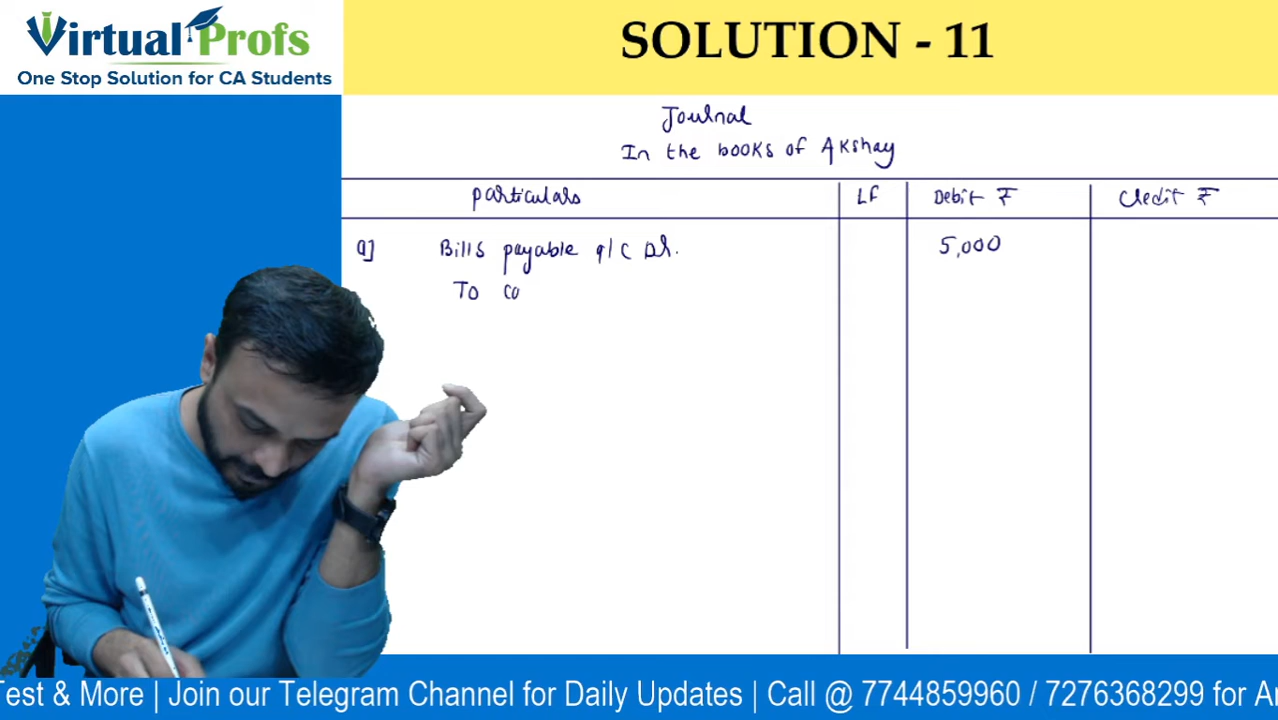 Virtual Profs
One Stop Solution for CA Students
SOLUTION - 11
Journal
In the books of Akshay
particulars LF Debit ₹ Credit ₹
a] Bills payable a/c Dr. 5,000
To co
Test & More | Join our Telegram Channel for Daily Updates | Call @ 7744859960 / 7276368299 for A